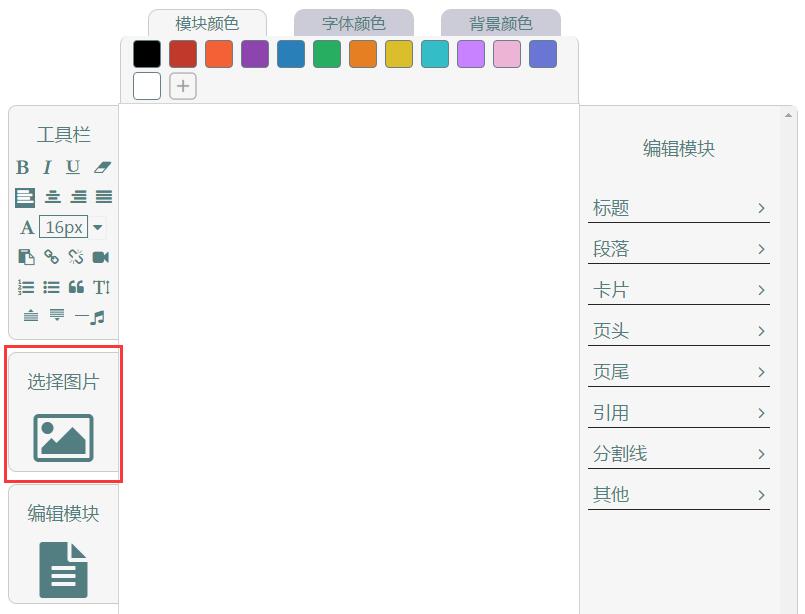 模块颜色 字体颜色 背景颜色
工具栏
B I U
A 16px
T
选择图片
编辑模块
编辑模块
标题
段落
卡片
页头
页尾
引用
分割线
其他